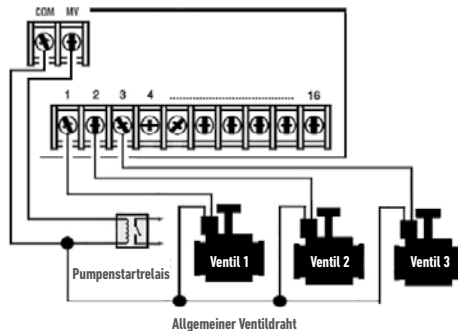 COM MV
1 2 3 4 16
Ventil 1 Ventil 2 Ventil 3
Pumpenstartrelais
Allgemeiner Ventildraht